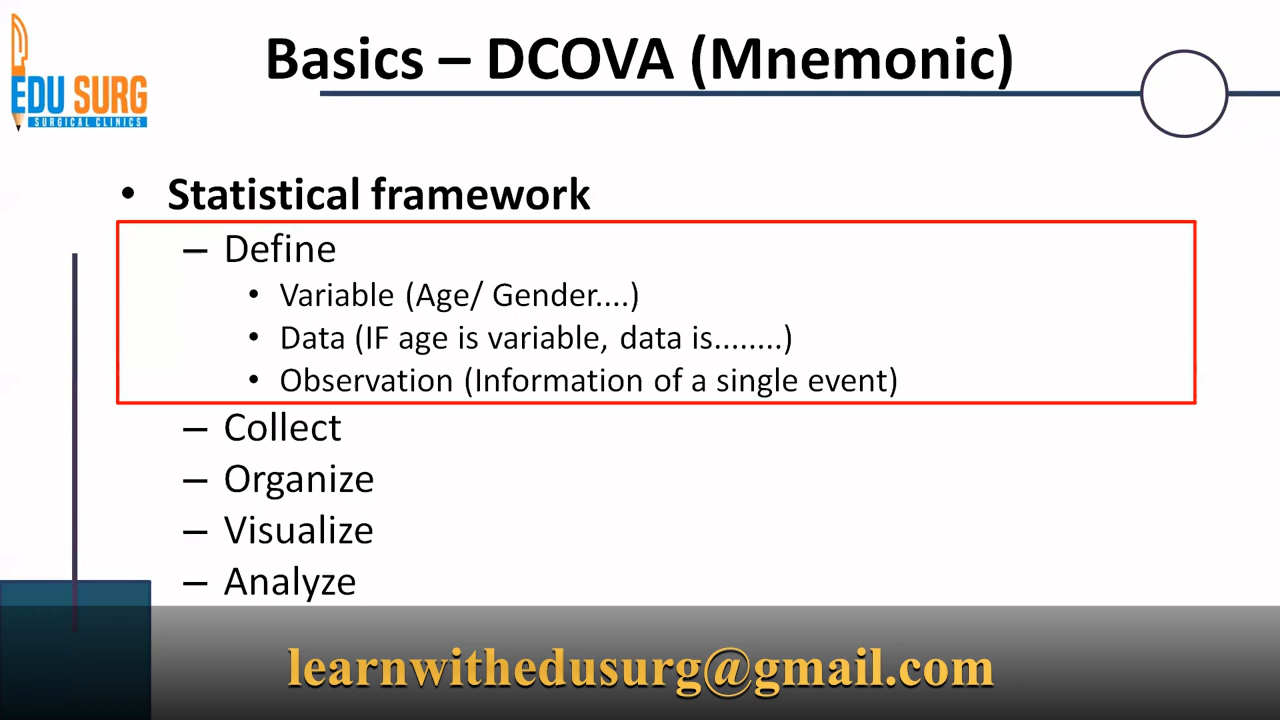 EDU SURG
SURGICAL CLINICS
Basics – DCOVA (Mnemonic)
• Statistical framework
– Define
• Variable (Age/ Gender....)
• Data (IF age is variable, data is........)
• Observation (Information of a single event)
– Collect
– Organize
– Visualize
– Analyze
learnwithedusurg@gmail.com